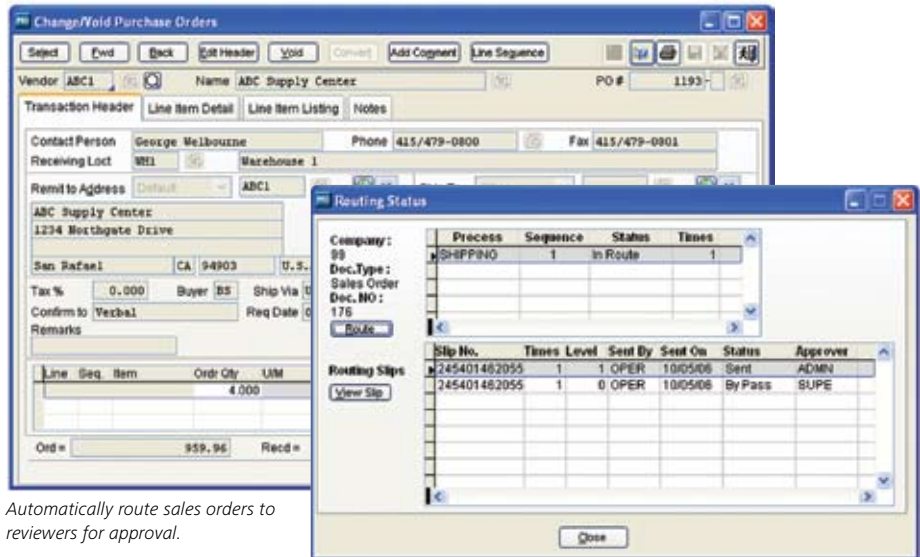 Change/Void Purchase Orders
Select Fwd Back Edit Header Void Convert Add Comment Line Sequence
Vendor ABC1 Name ABC Supply Center PO # 1193-
Transaction Header Line Item Detail Line Item Listing Notes
Contact Person George Welbourne Phone 415/479-0800 Fax 415/479-0801
Receiving Loct WH1 Warehouse 1
Remit to Address Default ABC1
ABC Supply Center
1234 Northgate Drive
San Rafael CA 94903 U.S.
Tax % 0.000 Buyer BS Ship Via
Confirm to Verbal Req Date
Remarks
Line Seq. Item Ordr Qty U/M
4.000
Ord = 959.96 Recd =
Routing Status
Company:
99
Doc.Type:
Sales Order
Doc. NO:
176
Route
Process Sequence Status Times
SHIPPING 1 In Route 1
Routing Slips
View Slip
Slip No. Times Level Sent By Sent On Status Approver
245401462055 1 1 OPER 10/05/06 Sent ADMN
245401462055 1 0 OPER 10/05/06 By Pass SUPE
Close
Automatically route sales orders to
reviewers for approval.